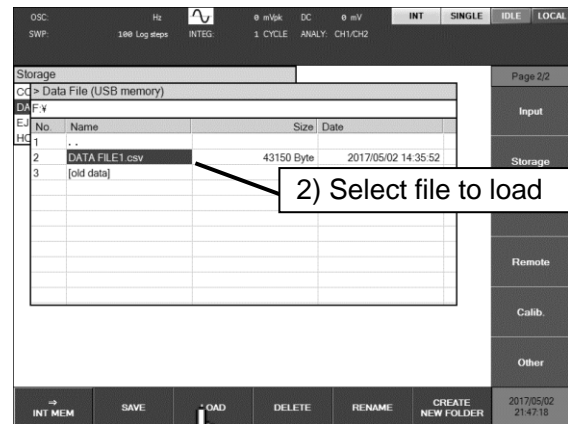 OSC: Hz 0 mVpk DC 0 mV INT SINGLE IDLE LOCAL
SWP: 100 Log steps INTEG: 1 CYCLE ANALY: CH1/CH2
Storage
Page 2/2
> Data File (USB memory)
DA F:¥
Input
EJ
No. Name Size Date
HC
1 ..
2 DATA FILE1.csv 43150 Byte 2017/05/02 14:35:52
Storage
3 [old data]
2) Select file to load
Remote
Calib.
Other
⇒
INT MEM
SAVE
DELETE
RENAME
CREATE
NEW FOLDER
2017/05/02
21:47:18